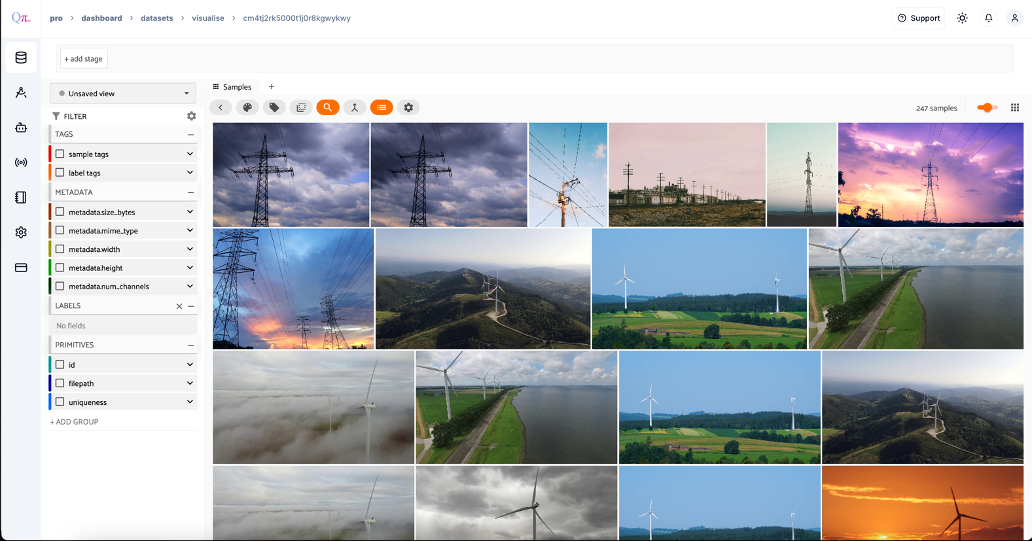 Qπ
pro > dashboard > datasets > visualise > cm4tj2rk5000t1j0r8kgwykwy
Support
+ add stage
Unsaved view
Samples
+
247 samples
FILTER
TAGS
sample tags
label tags
METADATA
metadata.size_bytes
metadata.mime_type
metadata.width
metadata.height
metadata.num_channels
LABELS
No fields
PRIMITIVES
id
filepath
uniqueness
+ ADD GROUP